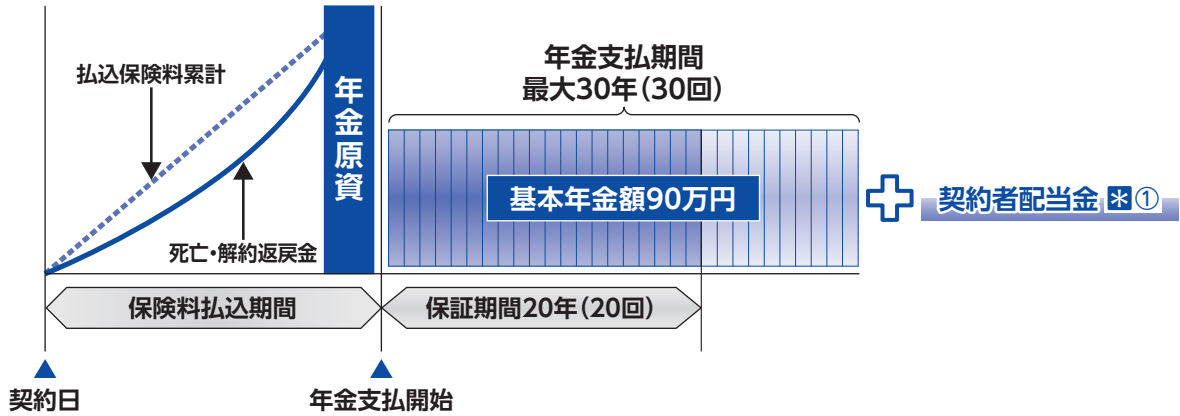 払込保険料累計
死亡・解約返戻金
年金原資
年金支払期間
最大30年(30回)
基本年金額90万円
契約者配当金 *①
保険料払込期間
保証期間20年(20回)
契約日
年金支払開始